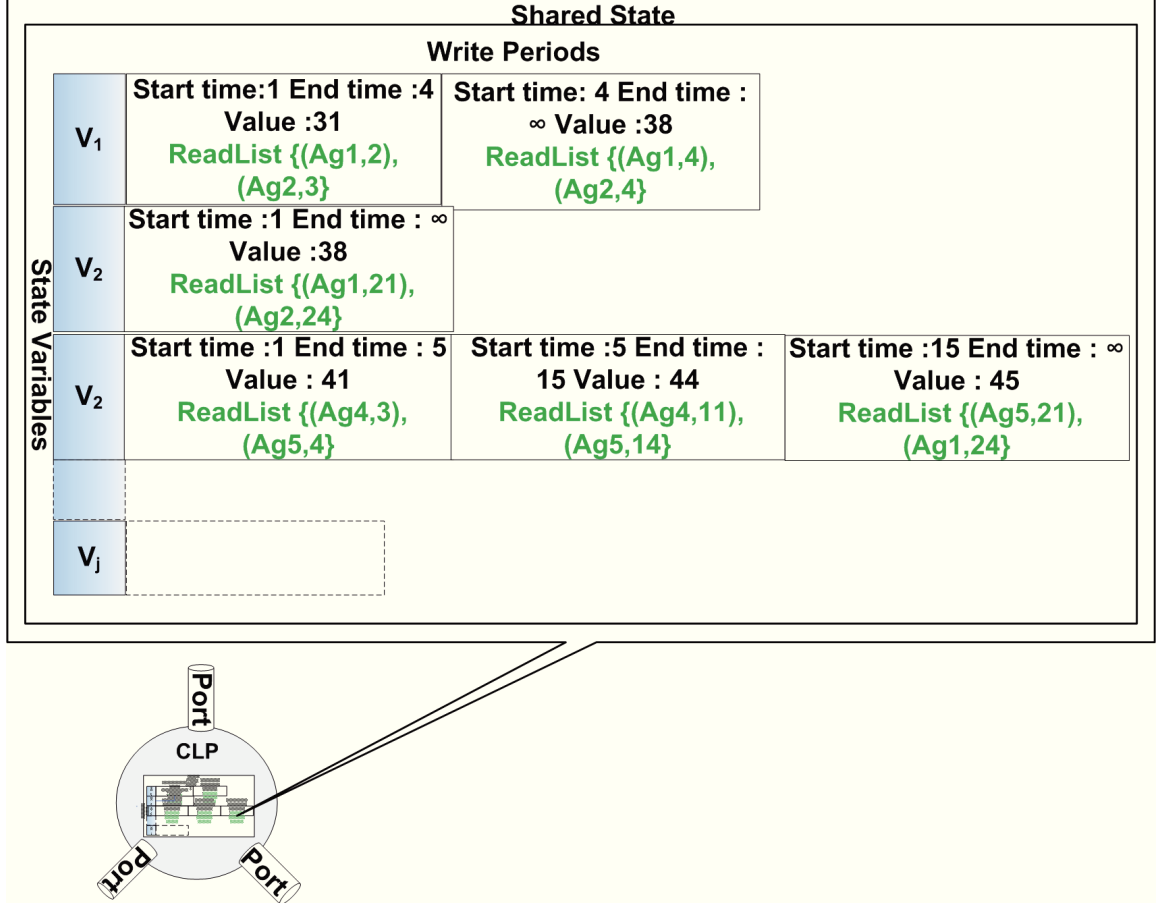 Shared State
Write Periods
State Variables
V1
Start time:1 End time :4
Value :31
ReadList {(Ag1,2),
(Ag2,3}
Start time: 4 End time :
∞ Value :38
ReadList {(Ag1,4),
(Ag2,4}
V2
Start time :1 End time : ∞
Value :38
ReadList {(Ag1,21),
(Ag2,24}
V2
Start time :1 End time : 5
Value : 41
ReadList {(Ag4,3),
(Ag5,4}
Start time :5 End time :
15 Value : 44
ReadList {(Ag4,11),
(Ag5,14}
Start time :15 End time : ∞
Value : 45
ReadList {(Ag5,21),
(Ag1,24}
Vj
Port
CLP
Port
Port